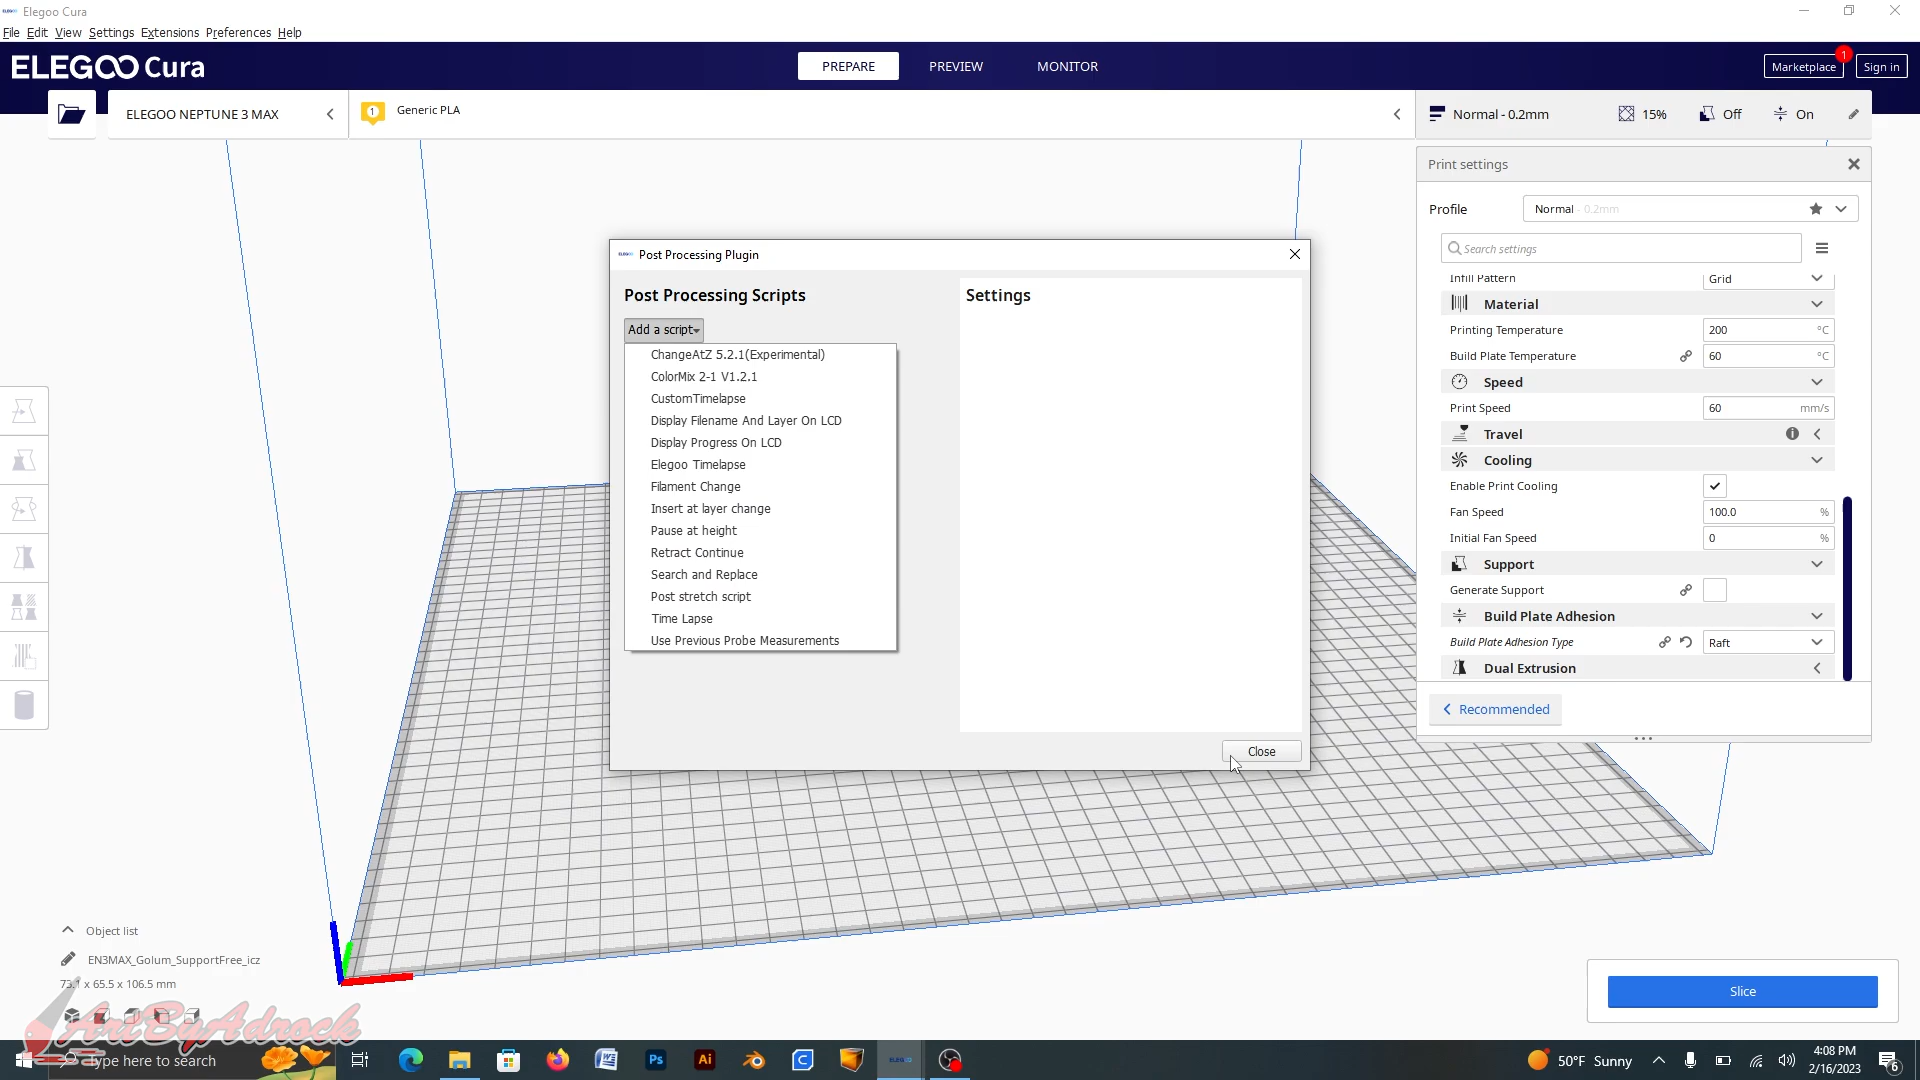 Elegoo Cura
File Edit View Settings Extensions Preferences Help
ELEGOO Cura
PREPARE PREVIEW MONITOR
Marketplace 1 Sign in
ELEGOO NEPTUNE 3 MAX
1 Generic PLA
Normal - 0.2mm 15% Off On
Print settings
Profile Normal - 0.2mm
Search settings
Infill Pattern Grid
Material
Printing Temperature 200 °C
Build Plate Temperature 60 °C
Speed
Print Speed 60 mm/s
Travel
Cooling
Enable Print Cooling
Fan Speed 100.0 %
Initial Fan Speed 0 %
Support
Generate Support
Build Plate Adhesion
Build Plate Adhesion Type Raft
Dual Extrusion
Recommended
Post Processing Plugin
Post Processing Scripts
Settings
Add a script
ChangeAtZ 5.2.1(Experimental)
ColorMix 2-1 V1.2.1
CustomTimelapse
Display Filename And Layer On LCD
Display Progress On LCD
Elegoo Timelapse
Filament Change
Insert at layer change
Pause at height
Retract Continue
Search and Replace
Post stretch script
Time Lapse
Use Previous Probe Measurements
Close
Object list
EN3MAX_Golum_SupportFree_icz
73.1 x 65.5 x 106.5 mm
ArtByAdrock
Slice
Type here to search
50°F Sunny
4:08 PM
2/16/2023
6